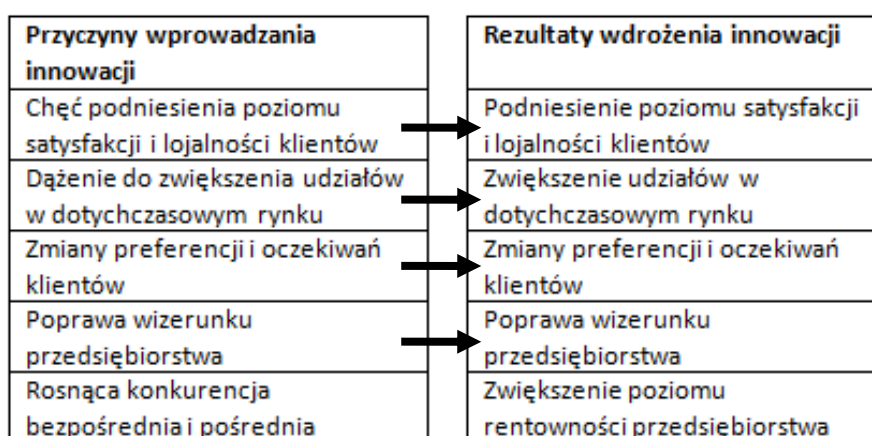 Przyczyny wprowadzania
innowacji
Chęć podniesienia poziomu
satysfakcji i lojalności klientów
Dążenie do zwiększenia udziałów
w dotychczasowym rynku
Zmiany preferencji i oczekiwań
klientów
Poprawa wizerunku
przedsiębiorstwa
Rosnąca konkurencja
bezpośrednia i pośrednia
Rezultaty wdrożenia innowacji
Podniesienie poziomu satysfakcji
i lojalności klientów
Zwiększenie udziałów w
dotychczasowym rynku
Zmiany preferencji i oczekiwań
klientów
Poprawa wizerunku
przedsiębiorstwa
Zwiększenie poziomu
rentowności przedsiębiorstwa